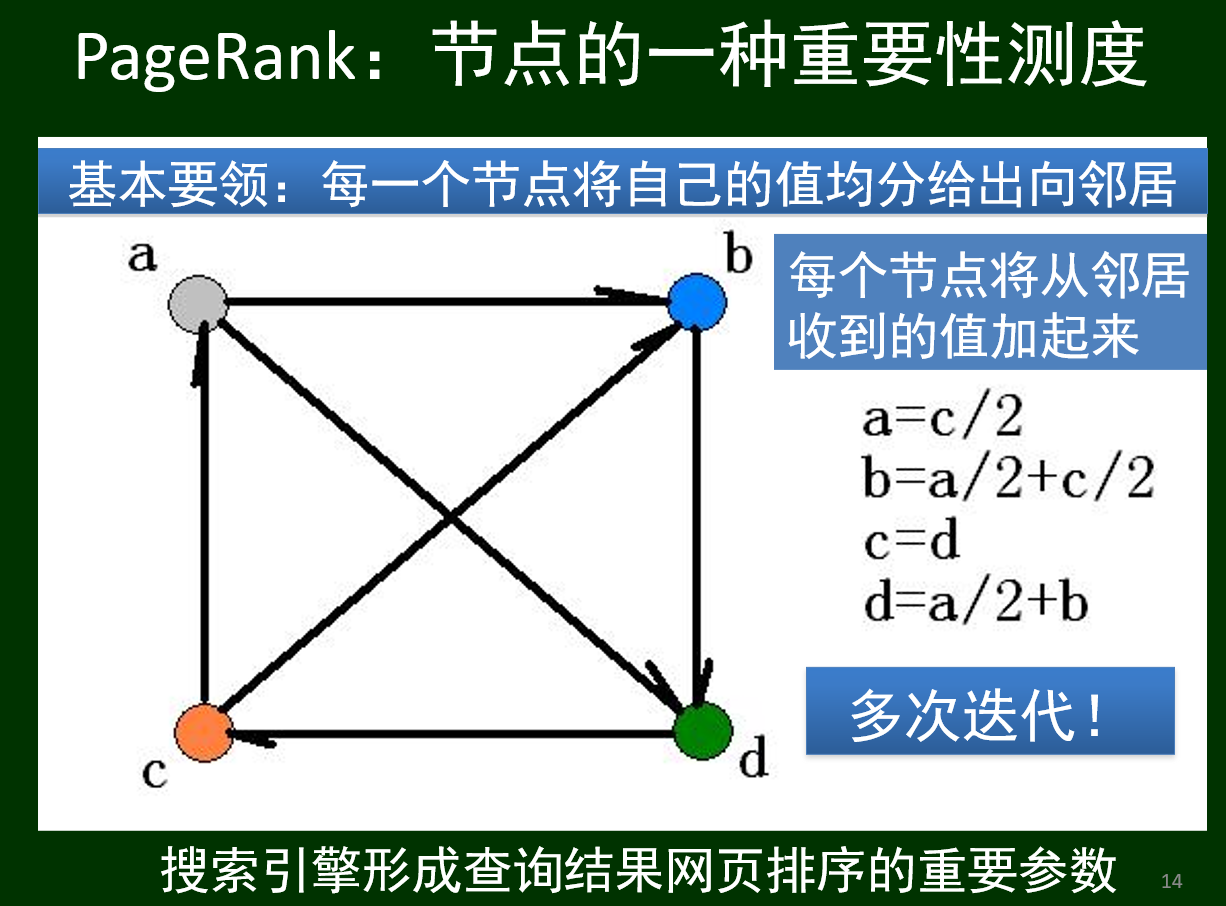 PageRank：节点的一种重要性测度
基本要领：每一个节点将自己的值均分给出向邻居
a
b
每个节点将从邻居
收到的值加起来
a=c/2
b=a/2+c/2
c=d
d=a/2+b
多次迭代！
c
d
搜索引擎形成查询结果网页排序的重要参数
14